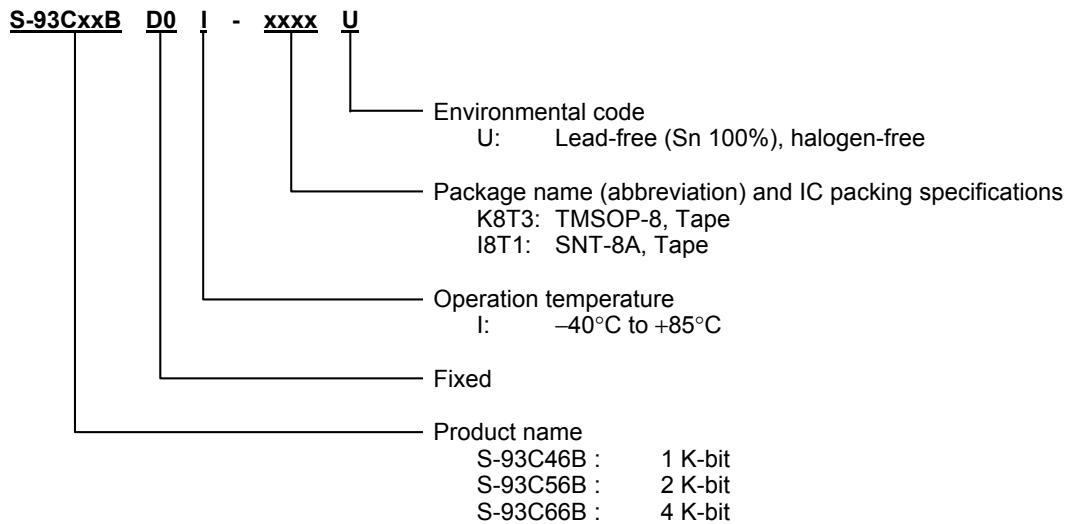 S-93CxxB D0 I - xxxx U
Environmental code
U: Lead-free (Sn 100%), halogen-free
Package name (abbreviation) and IC packing specifications
K8T3: TMSOP-8, Tape
I8T1: SNT-8A, Tape
Operation temperature
I: −40°C to +85°C
Fixed
Product name
S-93C46B : 1 K-bit
S-93C56B : 2 K-bit
S-93C66B : 4 K-bit